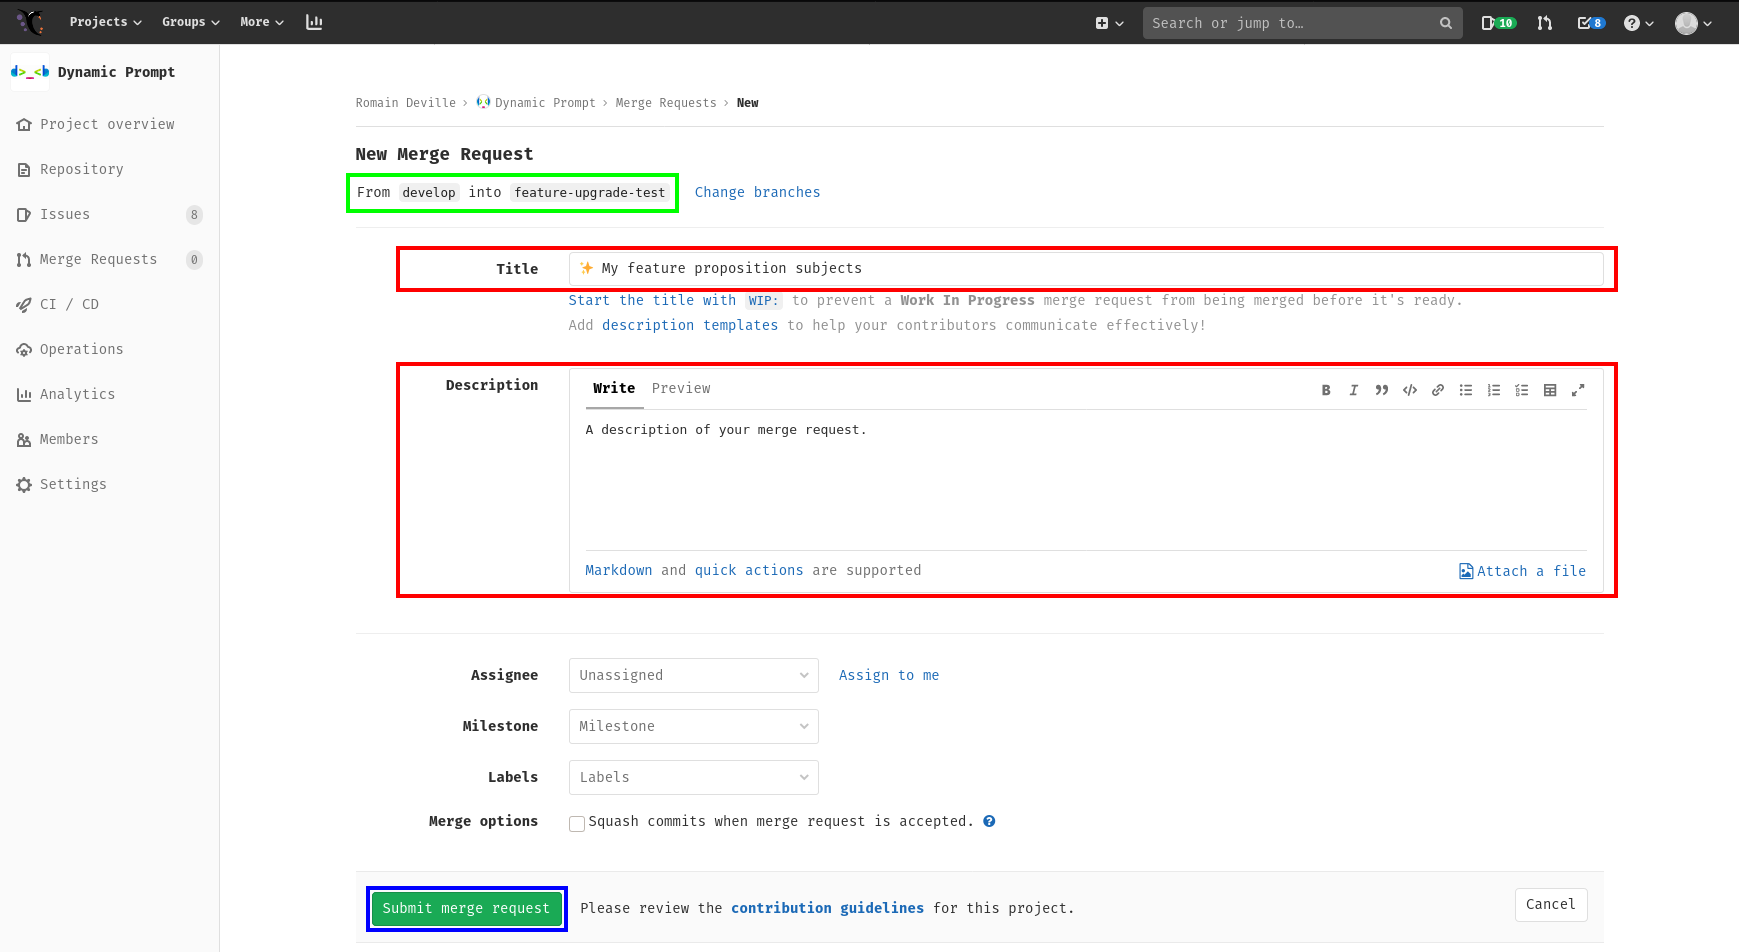 Projects Groups More Search or jump to… 10 8
d>_<b Dynamic Prompt
Project overview
Repository
Issues 8
Merge Requests 0
CI / CD
Operations
Analytics
Members
Settings
Romain Deville › Dynamic Prompt › Merge Requests › New
New Merge Request
From develop into feature-upgrade-test Change branches
Title ✨ My feature proposition subjects
Start the title with WIP: to prevent a Work In Progress merge request from being merged before it's ready.
Add description templates to help your contributors communicate effectively!
Description Write Preview
A description of your merge request.
Markdown and quick actions are supported Attach a file
Assignee Unassigned Assign to me
Milestone Milestone
Labels Labels
Merge options Squash commits when merge request is accepted.
Submit merge request Please review the contribution guidelines for this project. Cancel